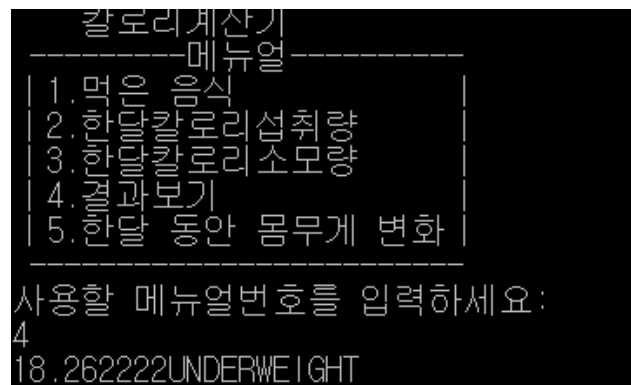 칼로리계산기
---------메뉴얼----------
|1.먹은 음식 |
|2.한달칼로리섭취량 |
|3.한달칼로리소모량 |
|4.결과보기 |
|5.한달 동안 몸무게 변화 |
-------------------------
사용할 메뉴얼번호를 입력하세요:
4
18.262222UNDERWEIGHT